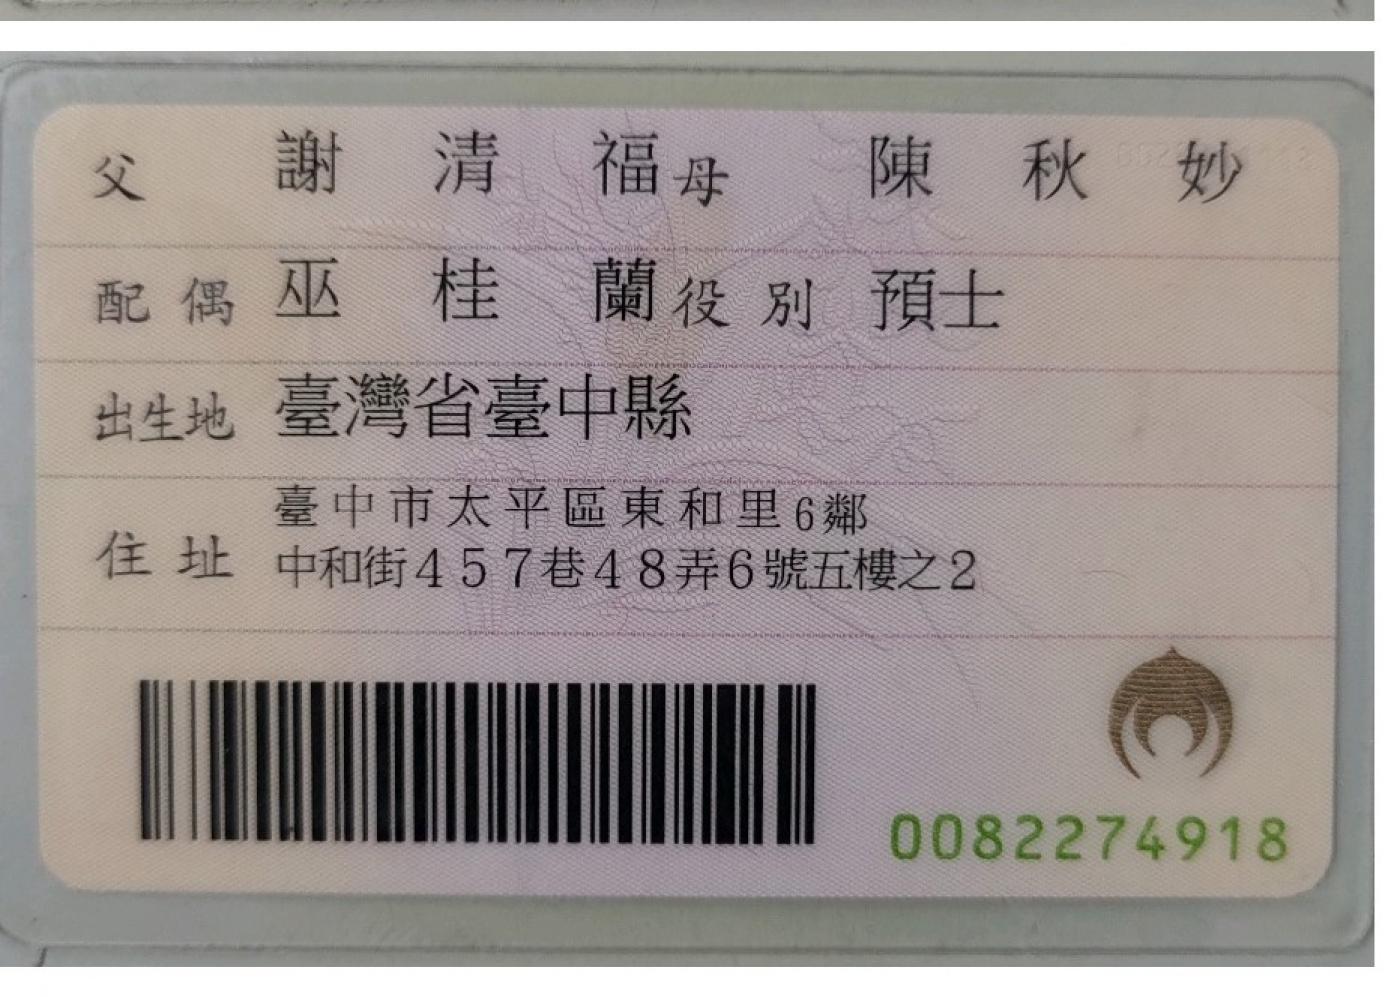 父 謝清福 母 陳秋妙
配偶 巫桂蘭 役別 預士
出生地 臺灣省臺中縣
住址 臺中市太平區東和里6鄰
中和街457巷48弄6號五樓之2
0082274918